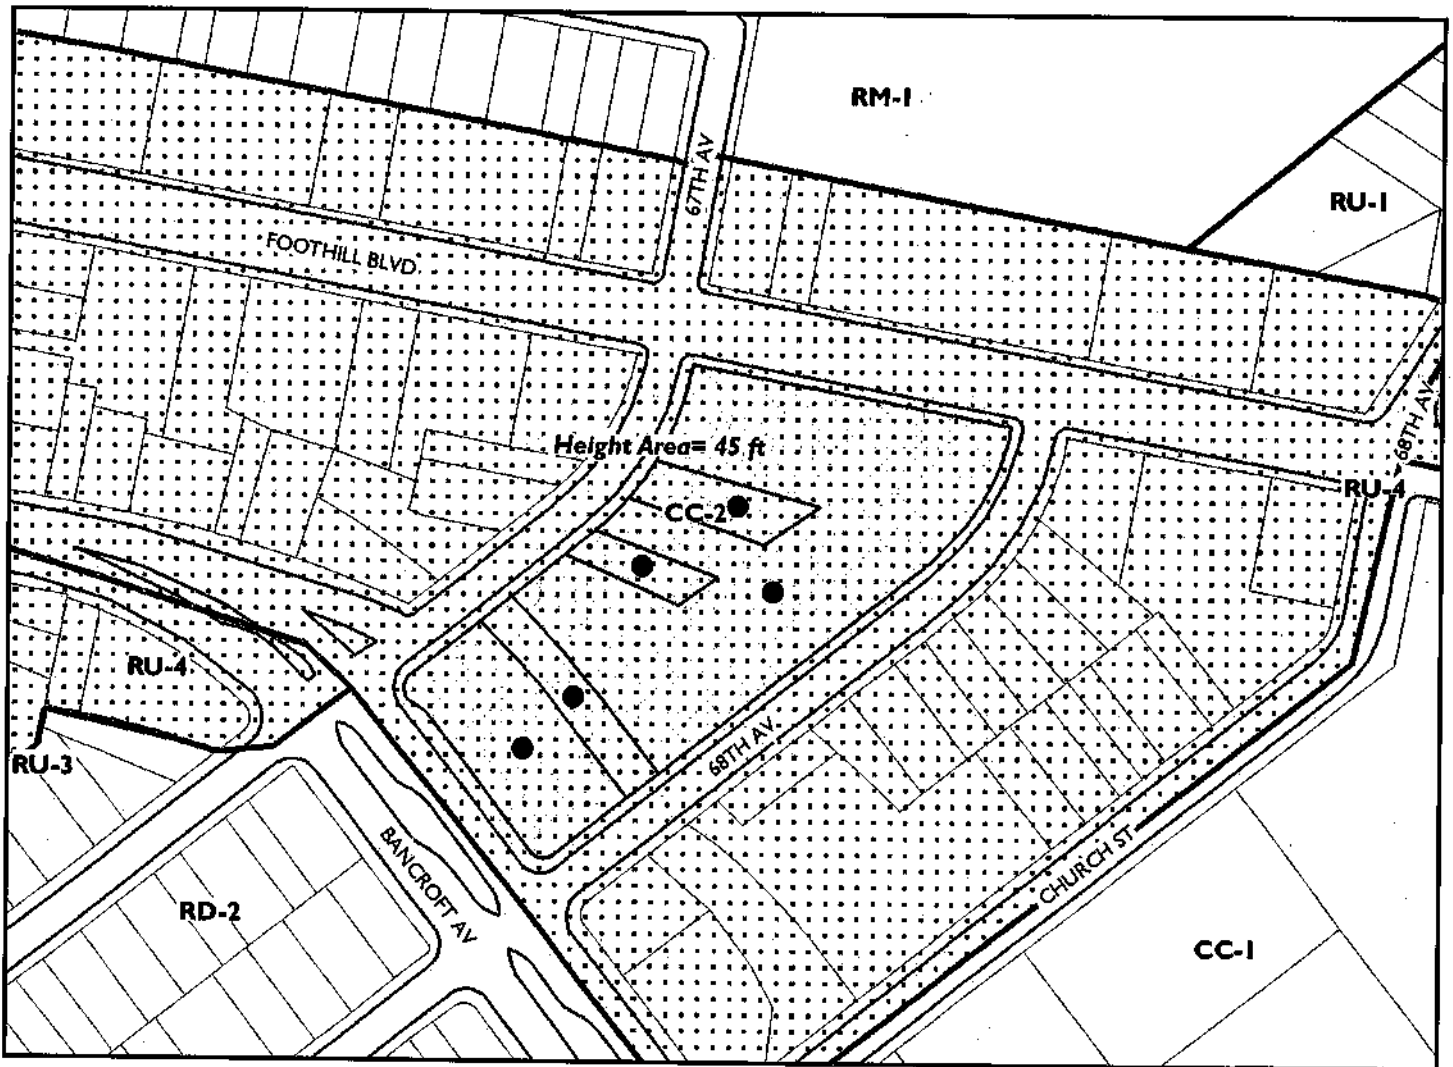 RM-1
67TH AV
RU-1
FOOTHILL BLVD
68TH AV
Height Area= 45 ft
RU-4
CC-2
RU-4
68TH AV
RU-3
BANCROFT AV
CHURCH ST
RD-2
CC-1